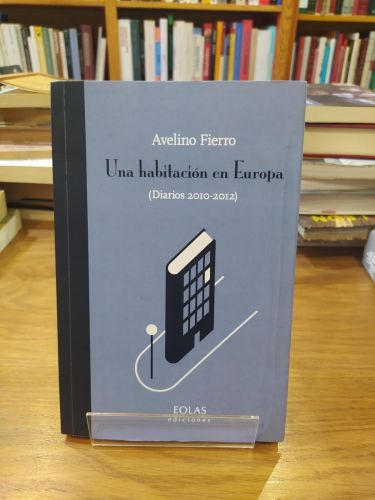 Avelino Fierro
Una habitación en Europa
(Diarios 2010-2012)
EOLAS
ediciones